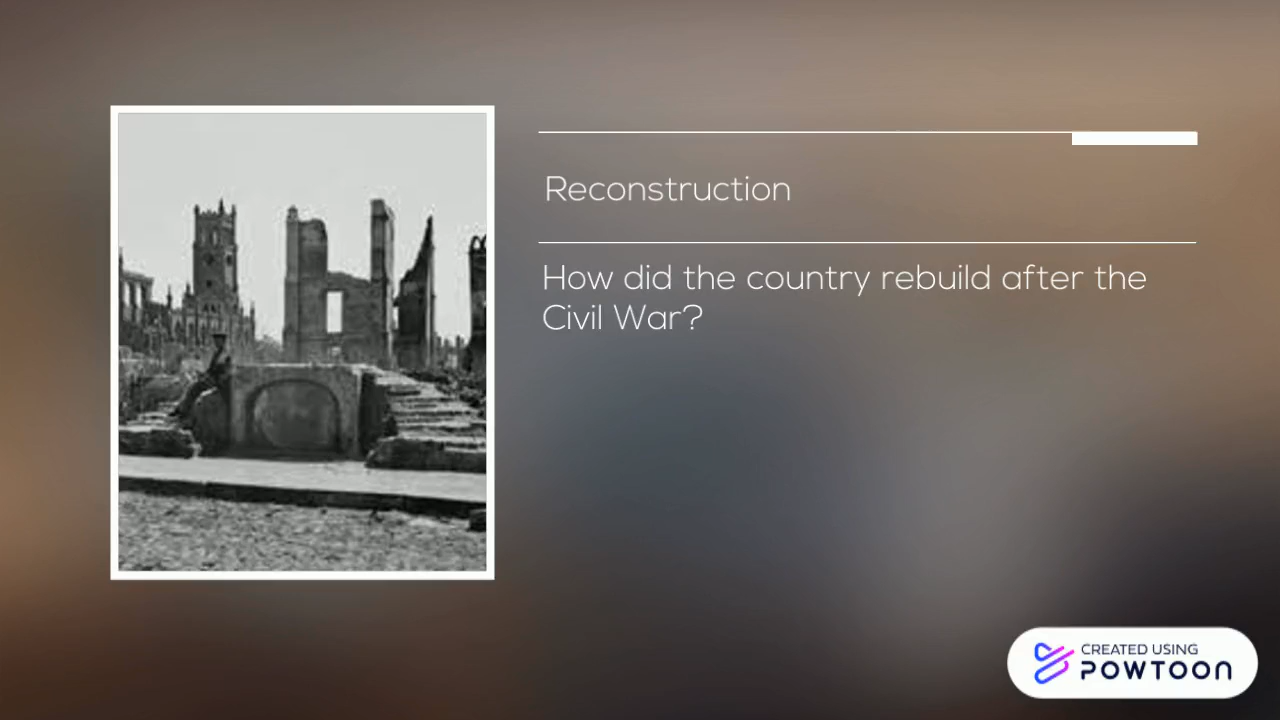 Reconstruction
How did the country rebuild after the
Civil War?
CREATED USING
POWTOON